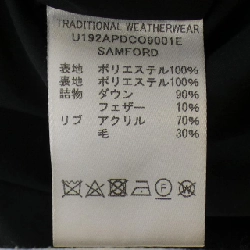 TRADITIONAL WEATHERWEAR
U192APDCO0001E
SAMFORD
表地 ポリエステル100%
裏地 ポリエステル100%
詰物 ダウン 90%
フェザー 10%
リブ アクリル 70%
毛 30%